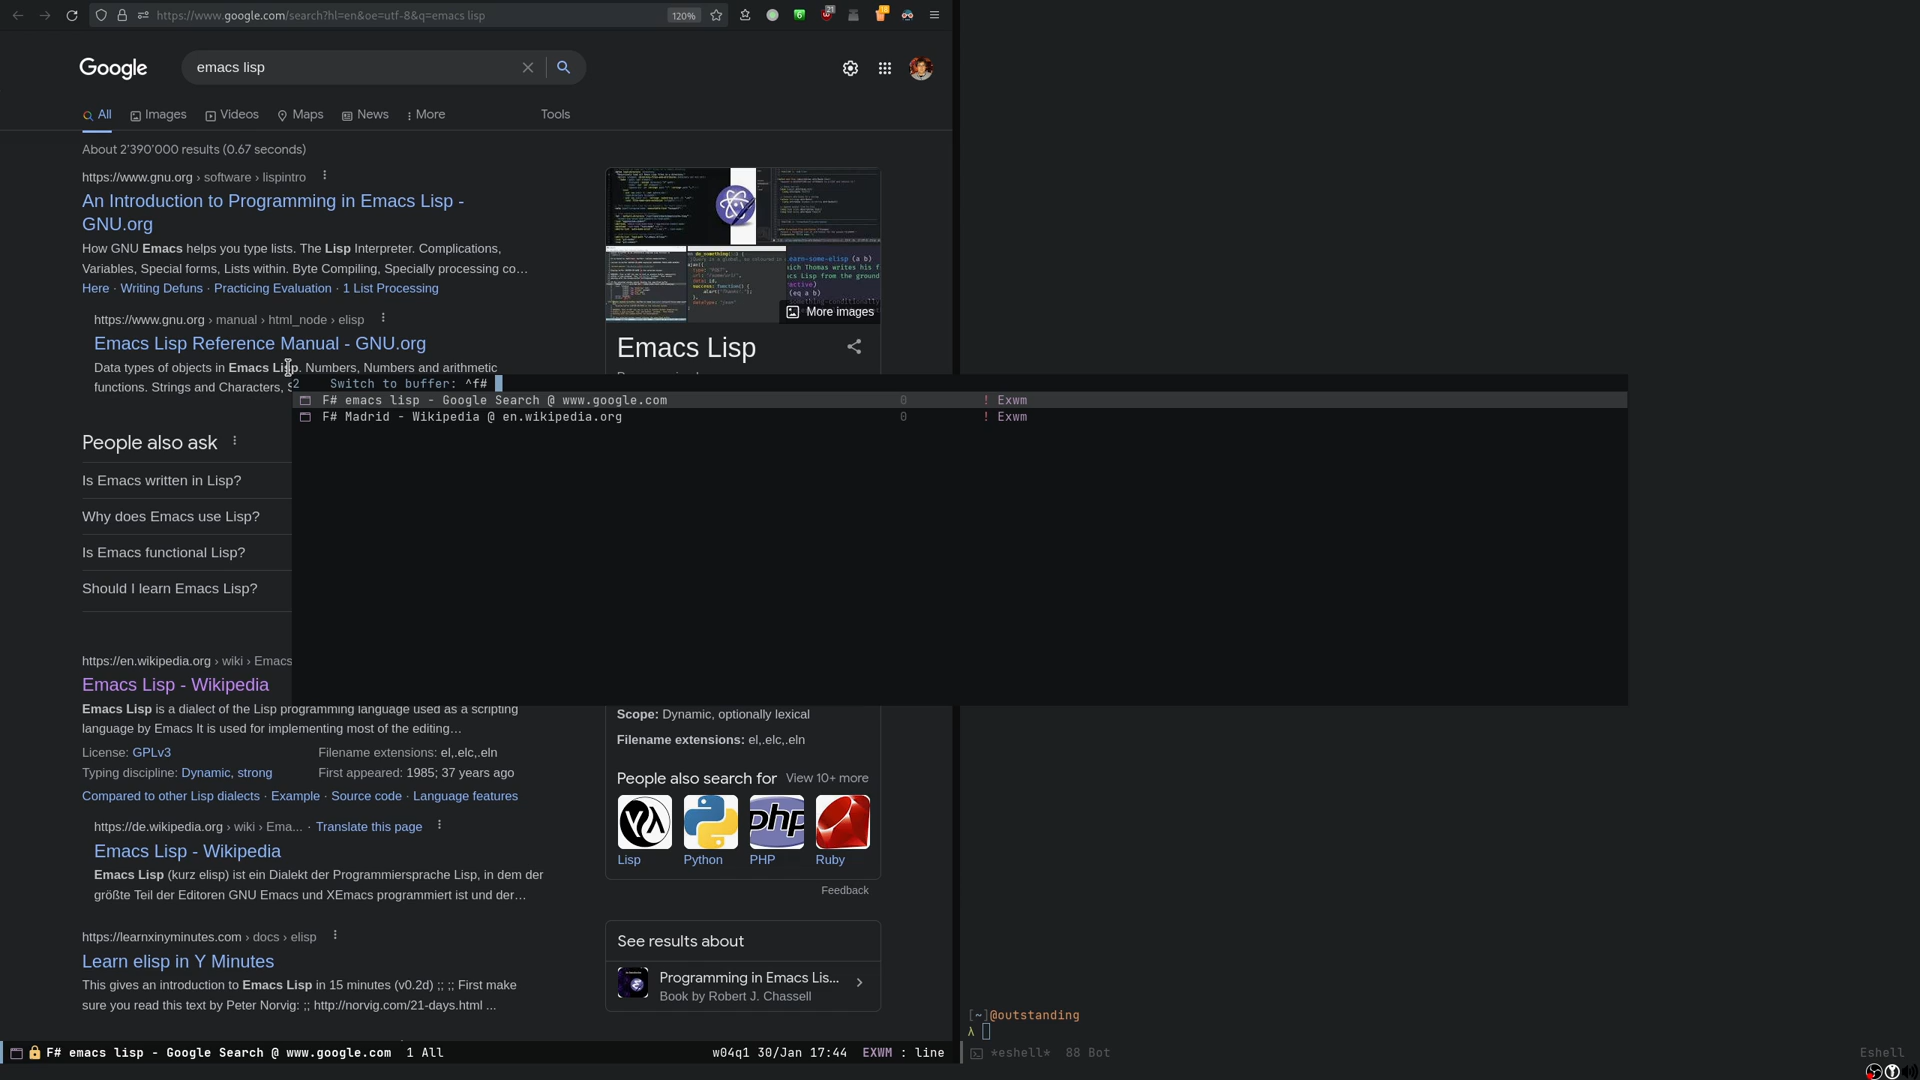 https://www.google.com/search?hl=en&oe=utf-8&q=emacs lisp
120%
21
Google
emacs lisp
All
Images
Videos
Maps
News
More
Tools
About 2’390’000 results (0.67 seconds)
https://www.gnu.org › software › lispintro
An Introduction to Programming in Emacs Lisp -
GNU.org
How GNU Emacs helps you type lists. The Lisp Interpreter. Complications,
Variables, Special forms, Lists within. Byte Compiling, Specially processing co…
Here · Writing Defuns · Practicing Evaluation · 1 List Processing
https://www.gnu.org › manual › html_node › elisp
Emacs Lisp Reference Manual - GNU.org
Data types of objects in Emacs Lisp. Numbers, Numbers and arithmetic
functions. Strings and Characters, S
More images
Emacs Lisp
2 Switch to buffer: ^f#
F# emacs lisp - Google Search @ www.google.com 0 ! Exwm
F# Madrid - Wikipedia @ en.wikipedia.org 0 ! Exwm
People also ask
Is Emacs written in Lisp?
Why does Emacs use Lisp?
Is Emacs functional Lisp?
Should I learn Emacs Lisp?
https://en.wikipedia.org › wiki › Emacs
Emacs Lisp - Wikipedia
Emacs Lisp is a dialect of the Lisp programming language used as a scripting
language by Emacs It is used for implementing most of the editing…
License: GPLv3
Filename extensions: el,.elc,.eln
Typing discipline: Dynamic, strong
First appeared: 1985; 37 years ago
Compared to other Lisp dialects · Example · Source code · Language features
https://de.wikipedia.org › wiki › Ema... · Translate this page
Emacs Lisp - Wikipedia
Emacs Lisp (kurz elisp) ist ein Dialekt der Programmiersprache Lisp, in dem der
größte Teil der Editoren GNU Emacs und XEmacs programmiert ist und der…
https://learnxinyminutes.com › docs › elisp
Learn elisp in Y Minutes
This gives an introduction to Emacs Lisp in 15 minutes (v0.2d) ;; ;; First make
sure you read this text by Peter Norvig: ;; http://norvig.com/21-days.html ...
Scope: Dynamic, optionally lexical
Filename extensions: el,.elc,.eln
People also search for
View 10+ more
php
Lisp
Python
PHP
Ruby
Feedback
See results about
Programming in Emacs Lis...
Book by Robert J. Chassell
F# emacs lisp - Google Search @ www.google.com 1 All
w04q1 30/Jan 17:44 EXWM : line
[~]@outstanding
λ
*eshell* 88 Bot
Eshell